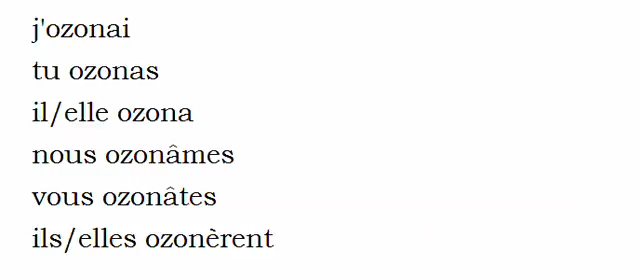 j'ozonai
tu ozonas
il/elle ozona
nous ozonâmes
vous ozonâtes
ils/elles ozonèrent